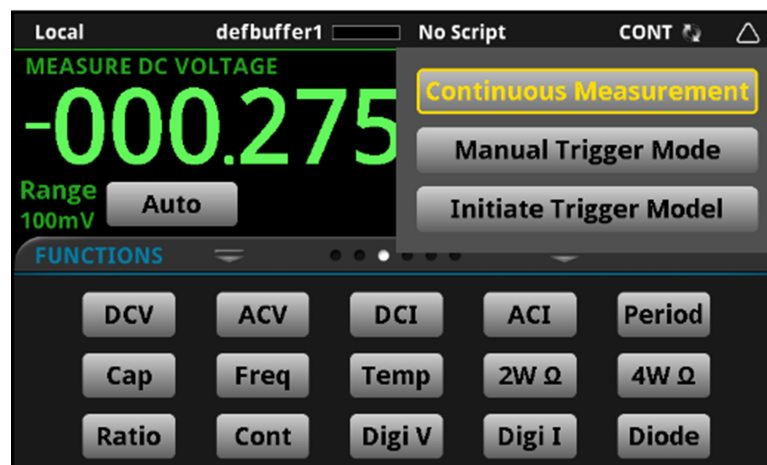 Local defbuffer1 No Script CONT
MEASURE DC VOLTAGE
-000.275
Range
100mV
Auto
Continuous Measurement
Manual Trigger Mode
Initiate Trigger Model
FUNCTIONS
DCV ACV DCI ACI Period
Cap Freq Temp 2W Ω 4W Ω
Ratio Cont Digi V Digi I Diode